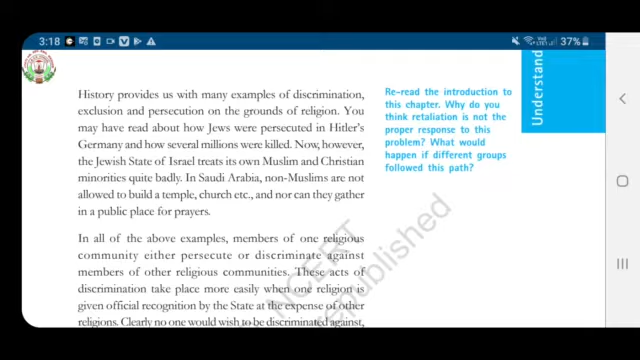 3:18
37%
History provides us with many examples of discrimination,
exclusion and persecution on the grounds of religion. You
may have read about how Jews were persecuted in Hitler's
Germany and how several millions were killed. Now, however,
the Jewish State of Israel treats its own Muslim and Christian
minorities quite badly. In Saudi Arabia, non-Muslims are not
allowed to build a temple, church etc., and nor can they gather
in a public place for prayers.
In all of the above examples, members of one religious
community either persecute or discriminate against
members of other religious communities. These acts of
discrimination take place more easily when one religion is
given official recognition by the State at the expense of other
religions. Clearly no one would wish to be discriminated against,
Re-read the introduction to
this chapter. Why do you
think retaliation is not the
proper response to this
problem? What would
happen if different groups
followed this path?
Understand
NCERT
republished